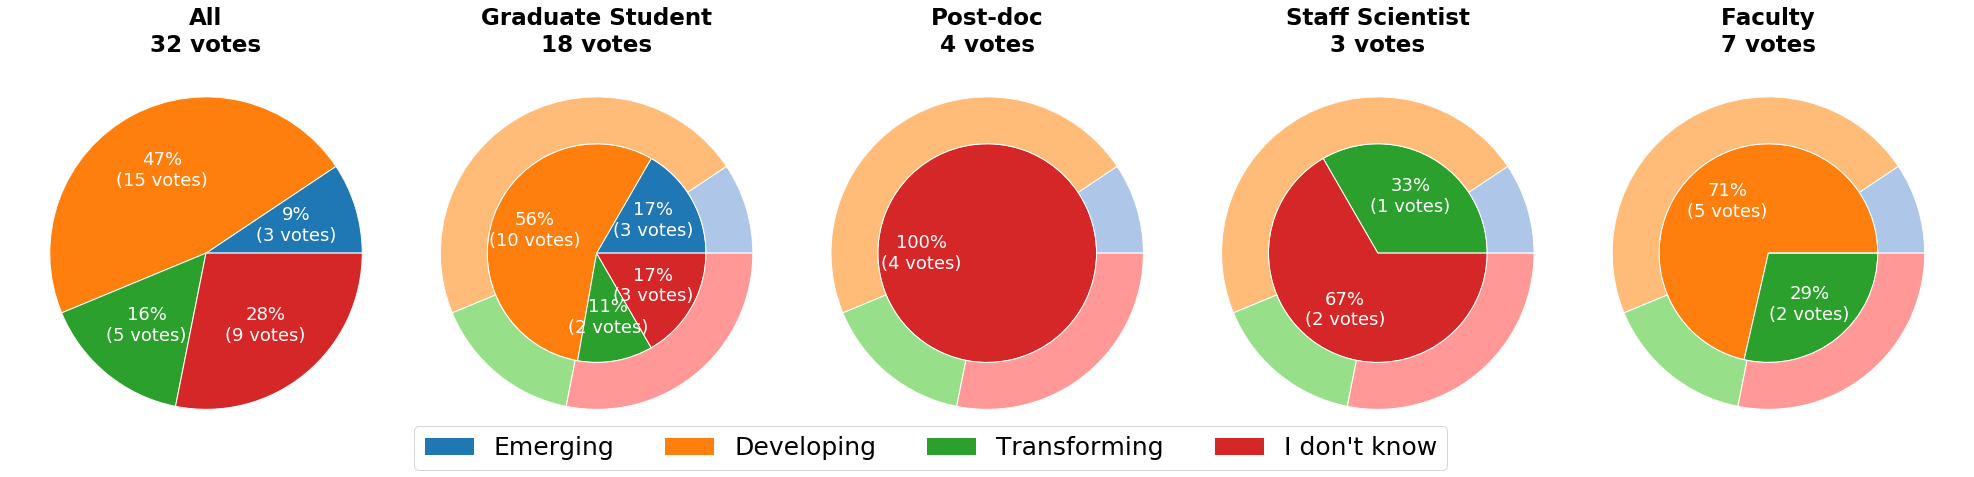 All
32 votes
47%
(15 votes)
9%
(3 votes)
16%
(5 votes)
28%
(9 votes)
Graduate Student
18 votes
56%
(10 votes)
17%
(3 votes)
17%
(3 votes)
11%
(2 votes)
Post-doc
4 votes
100%
(4 votes)
Staff Scientist
3 votes
33%
(1 votes)
67%
(2 votes)
Faculty
7 votes
71%
(5 votes)
29%
(2 votes)
Emerging
Developing
Transforming
I don't know